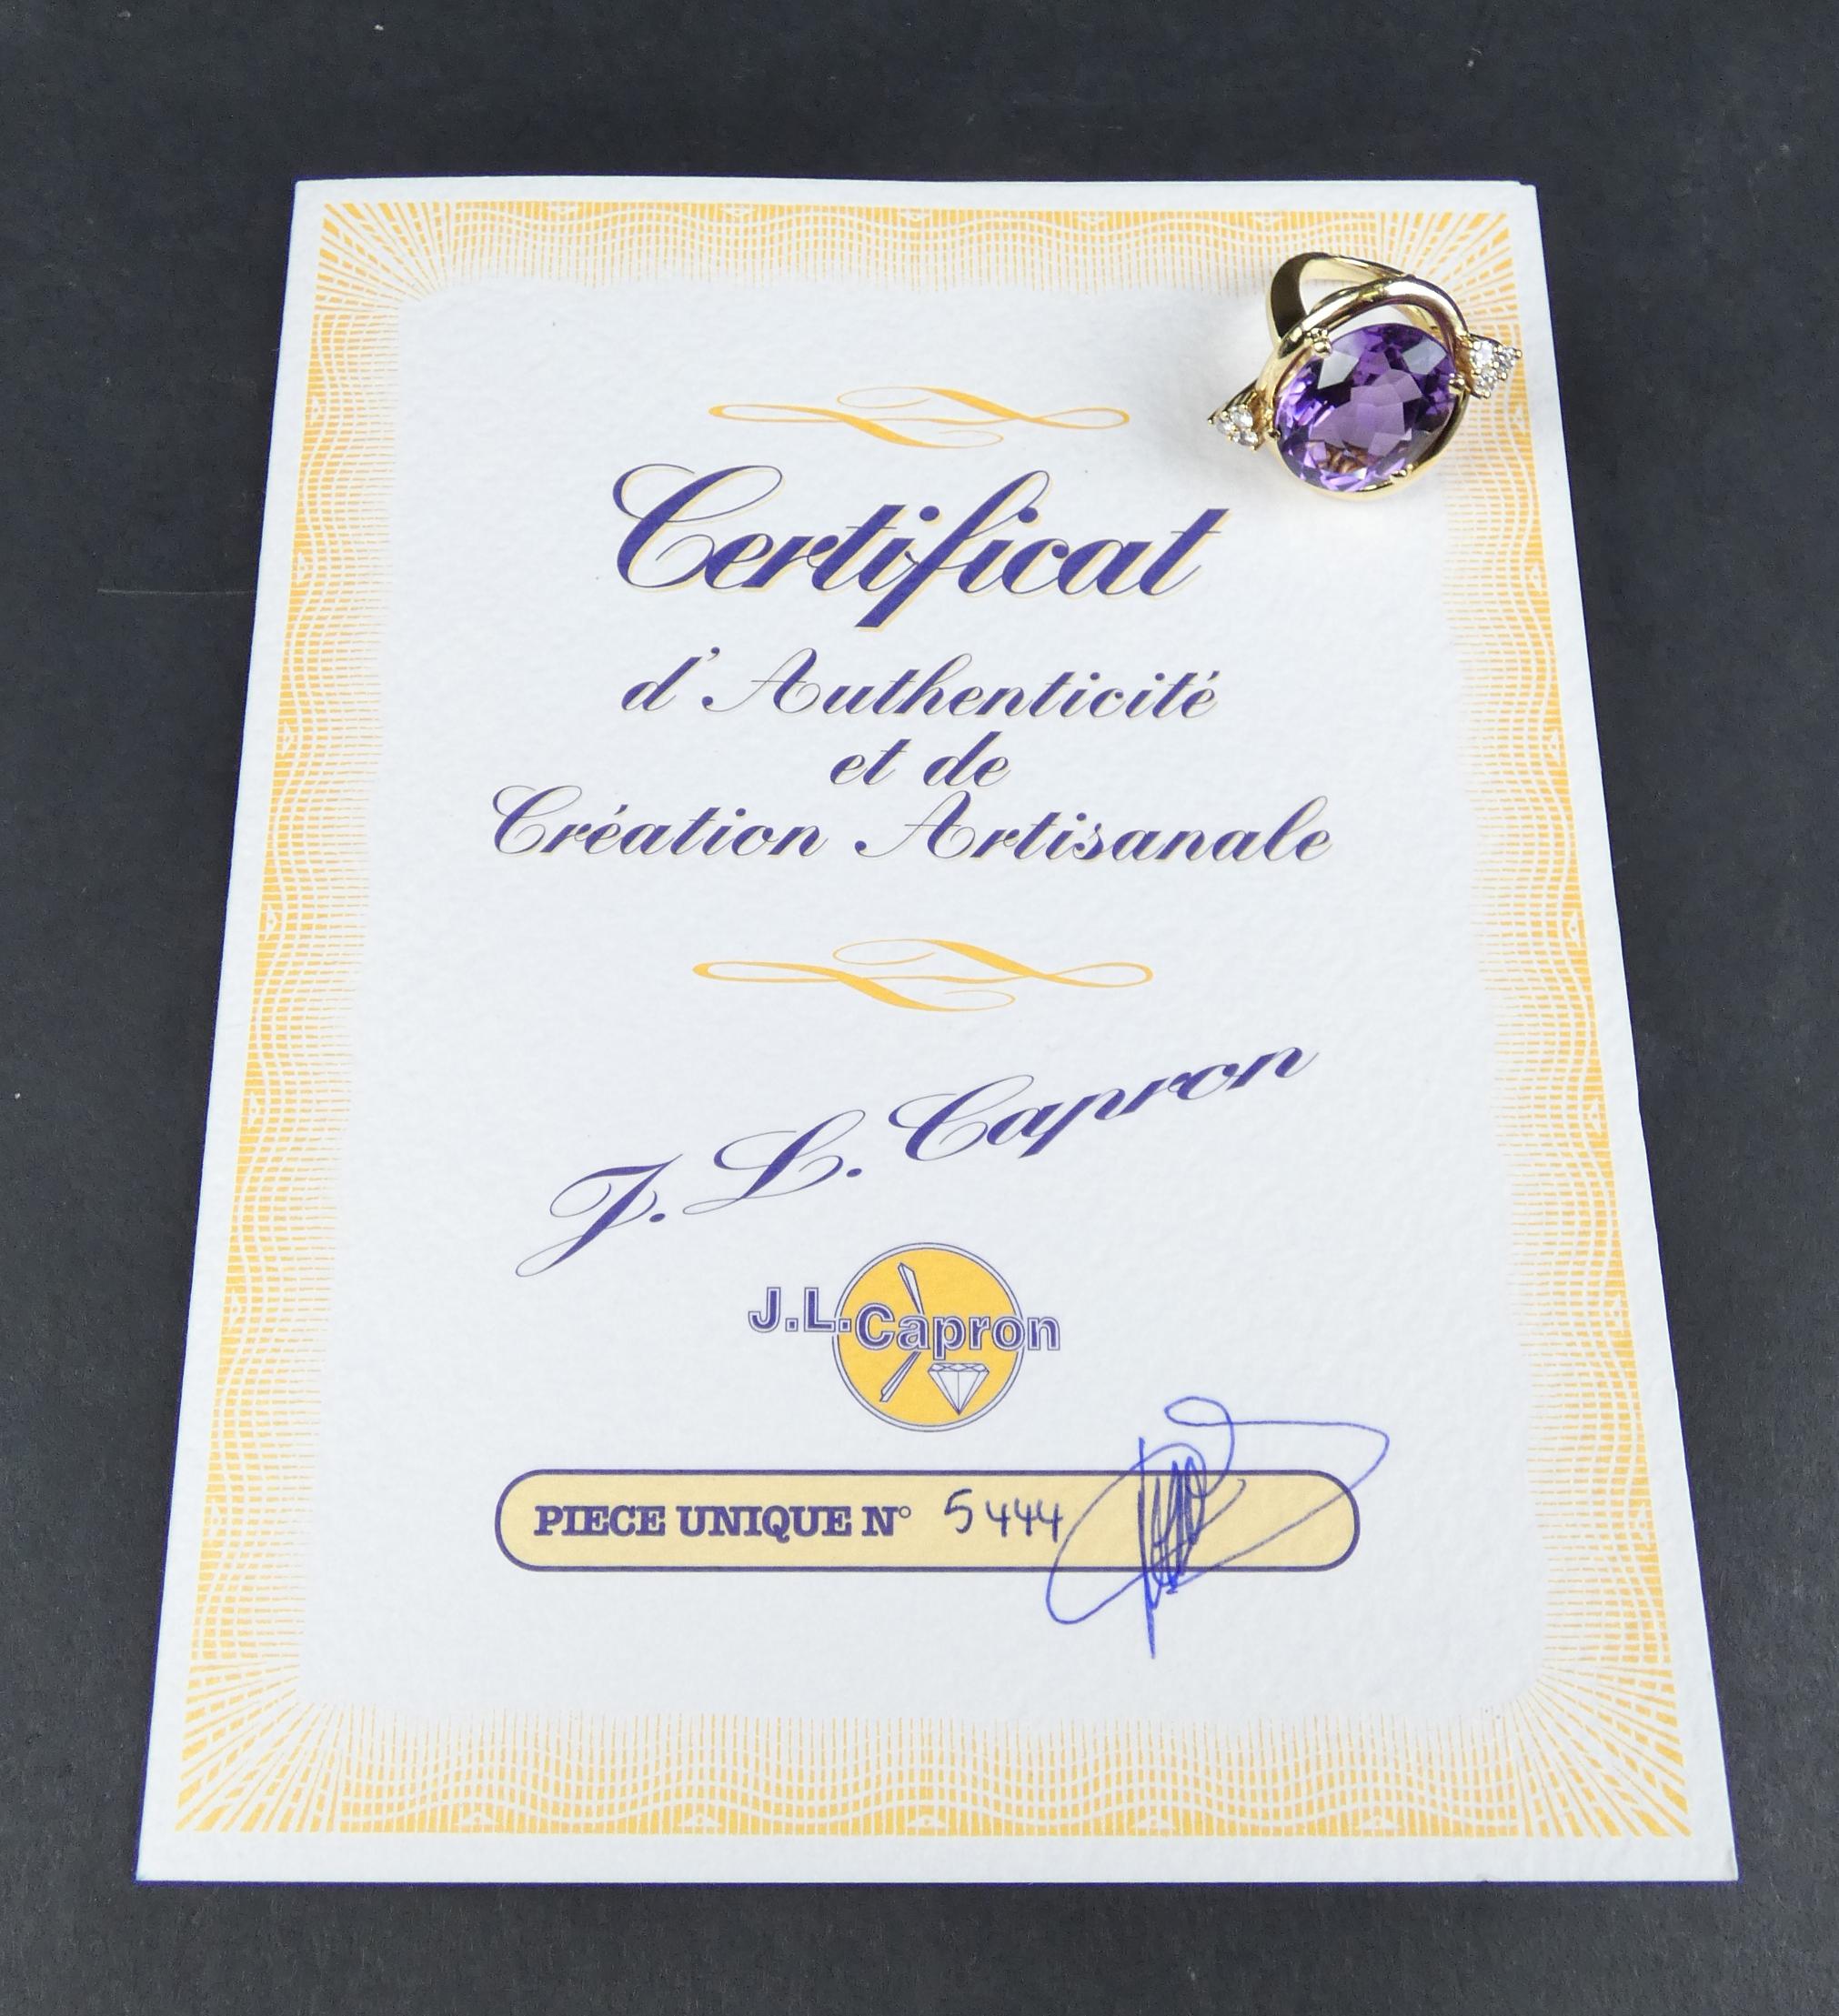 Certificat
d'Authenticité
et de
Création Artisanale
J. L. Capron
J.L.Capron
PIECE UNIQUE N° 5444